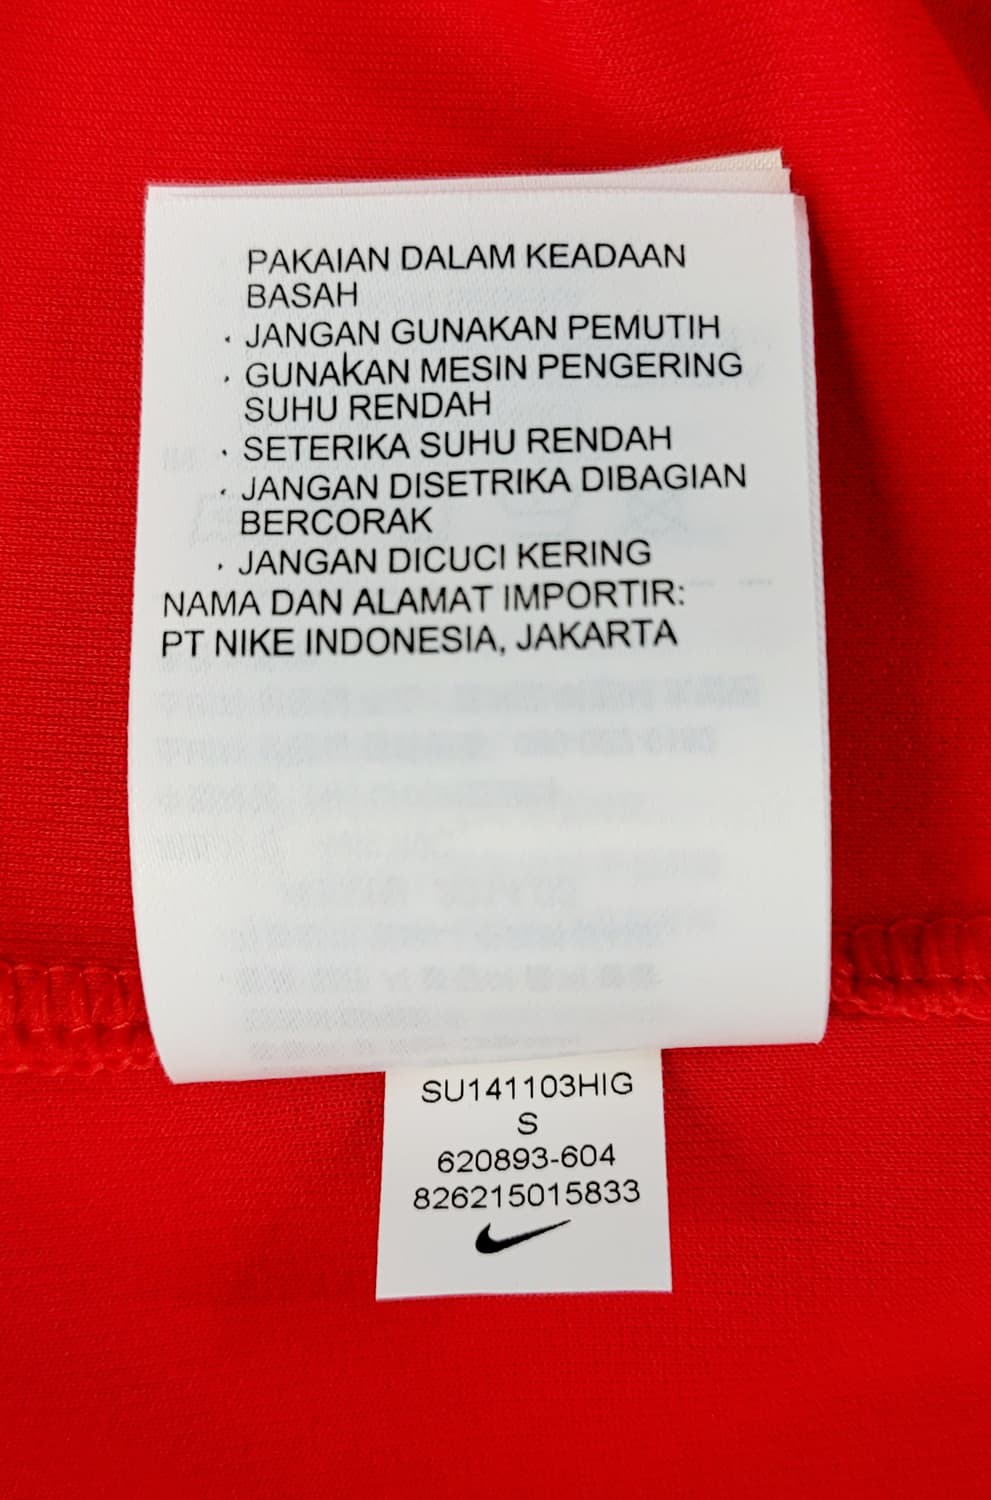 PAKAIAN DALAM KEADAAN
BASAH
· JANGAN GUNAKAN PEMUTIH
· GUNAKAN MESIN PENGERING
SUHU RENDAH
· SETERIKA SUHU RENDAH
· JANGAN DISETRIKA DIBAGIAN
BERCORAK
· JANGAN DICUCI KERING
NAMA DAN ALAMAT IMPORTIR:
PT NIKE INDONESIA, JAKARTA
SU141103HIG
S
620893-604
826215015833